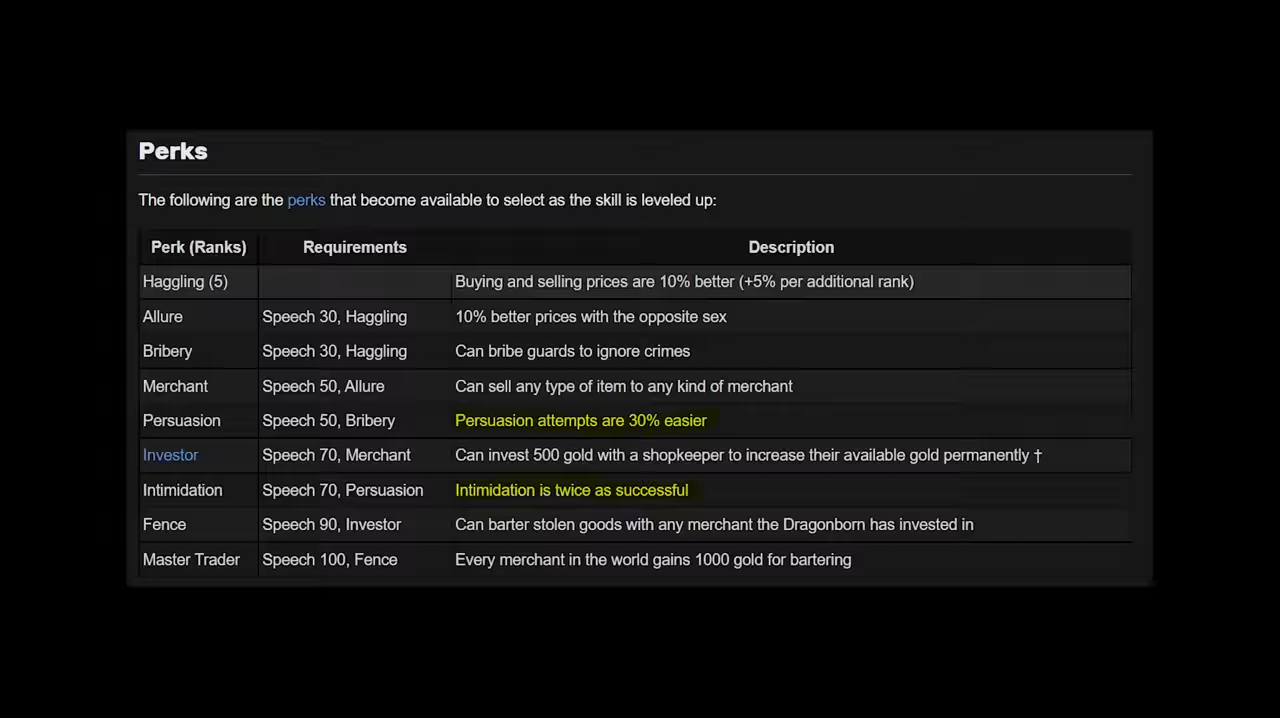 Perks
The following are the perks that become available to select as the skill is leveled up:
Perk (Ranks) Requirements Description
Haggling (5) Buying and selling prices are 10% better (+5% per additional rank)
Allure Speech 30, Haggling 10% better prices with the opposite sex
Bribery Speech 30, Haggling Can bribe guards to ignore crimes
Merchant Speech 50, Allure Can sell any type of item to any kind of merchant
Persuasion Speech 50, Bribery Persuasion attempts are 30% easier
Investor Speech 70, Merchant Can invest 500 gold with a shopkeeper to increase their available gold permanently †
Intimidation Speech 70, Persuasion Intimidation is twice as successful
Fence Speech 90, Investor Can barter stolen goods with any merchant the Dragonborn has invested in
Master Trader Speech 100, Fence Every merchant in the world gains 1000 gold for bartering